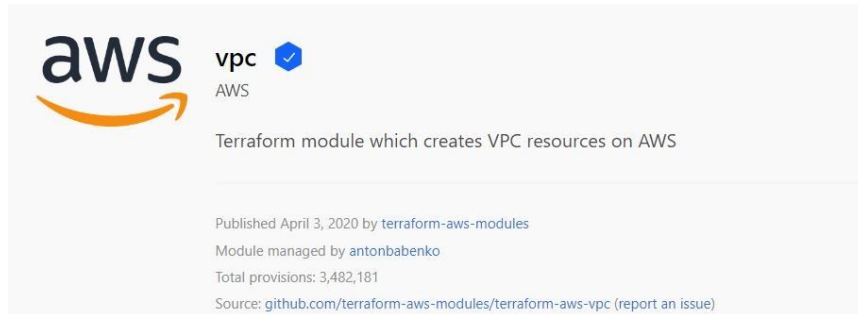 aws
vpc
AWS
Terraform module which creates VPC resources on AWS
Published April 3, 2020 by terraform-aws-modules
Module managed by antonbabenko
Total provisions: 3,482,181
Source: github.com/terraform-aws-modules/terraform-aws-vpc (report an issue)